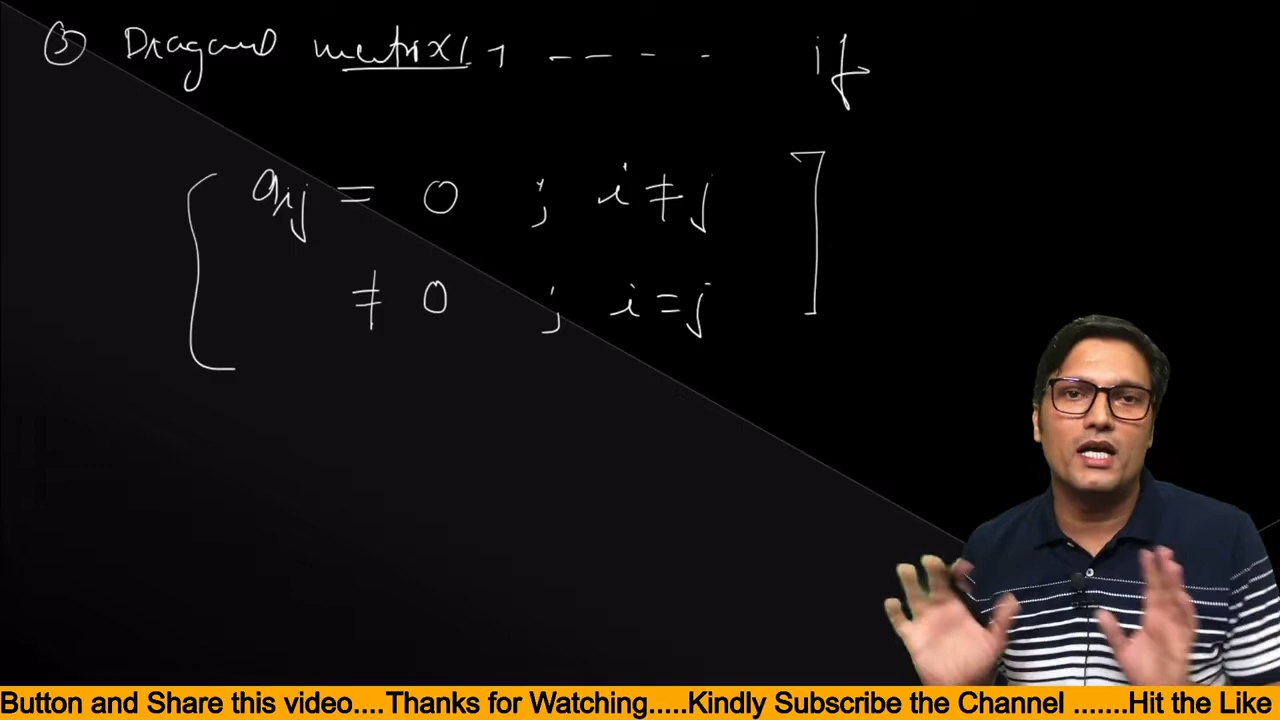 ③ Diagonal matrix :→ ---- if
aij = 0 ; i ≠ j
≠ 0 ; i = j
Button and Share this video....Thanks for Watching.....Kindly Subscribe the Channel .......Hit the Like